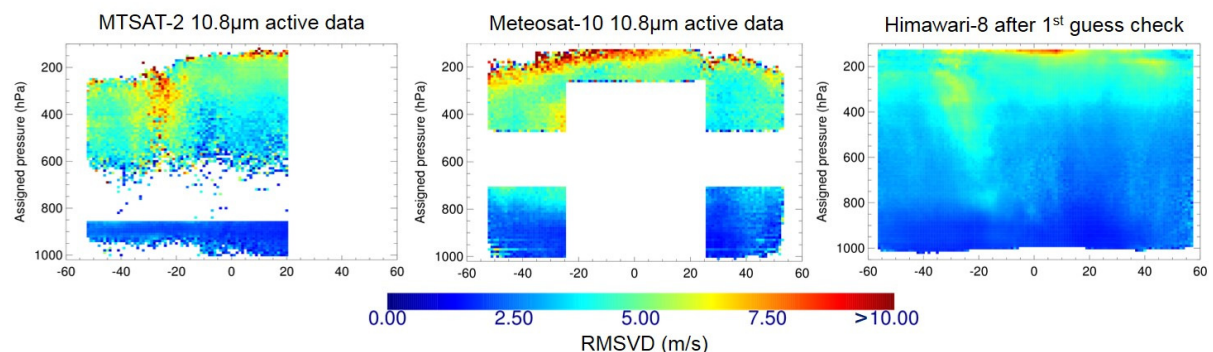 MTSAT-2 10.8µm active data
Meteosat-10 10.8µm active data
Himawari-8 after 1st guess check
Assigned pressure (hPa)
200
400
600
800
1000
-60 -40 -20 0 20 40 60
Assigned pressure (hPa)
200
400
600
800
1000
-60 -40 -20 0 20 40 60
Assigned pressure (hPa)
200
400
600
800
1000
-60 -40 -20 0 20 40 60
0.00 2.50 5.00 7.50 >10.00
RMSVD (m/s)